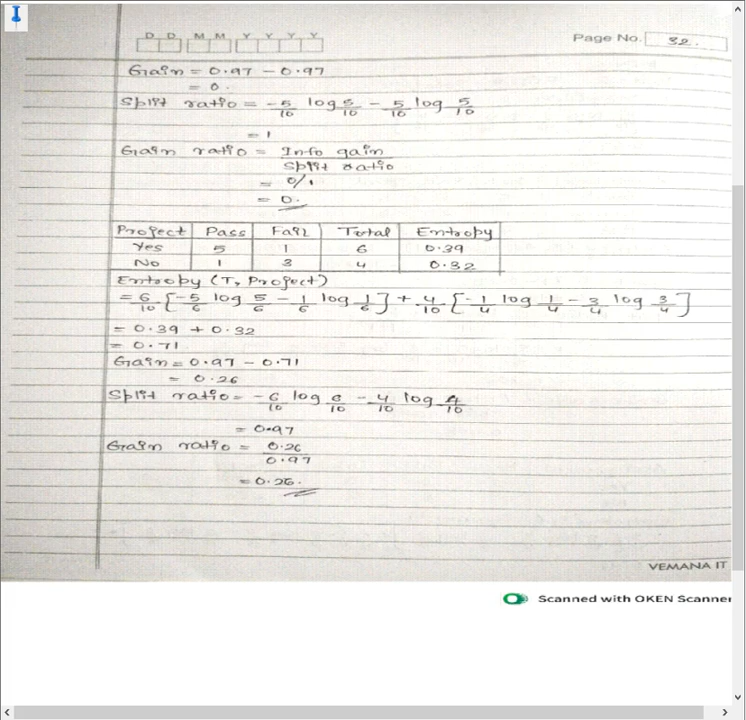 D D M M Y Y Y Y
Page No. 32.
Gain = 0.97 - 0.97
= 0.
Split ratio = -5/10 log 5/10 - 5/10 log 5/10
= 1
Gain ratio = Info gain / Split ratio
= 0/1
= 0.
Project Pass Fail Total Entropy
Yes 5 1 6 0.39
No 1 3 4 0.32
Entropy (T, Project)
= 6/10 [-5/6 log 5/6 - 1/6 log 1/6] + 4/10 [-1/4 log 1/4 - 3/4 log 3/4]
= 0.39 + 0.32
= 0.71
Gain = 0.97 - 0.71
= 0.26
Split ratio = -6/10 log 6/10 - 4/10 log 4/10
= 0.97
Gain ratio = 0.26/0.97
= 0.26.
VEMANA IT
Scanned with OKEN Scanner